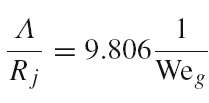 Λ/R_j = 9.806 1/We_g